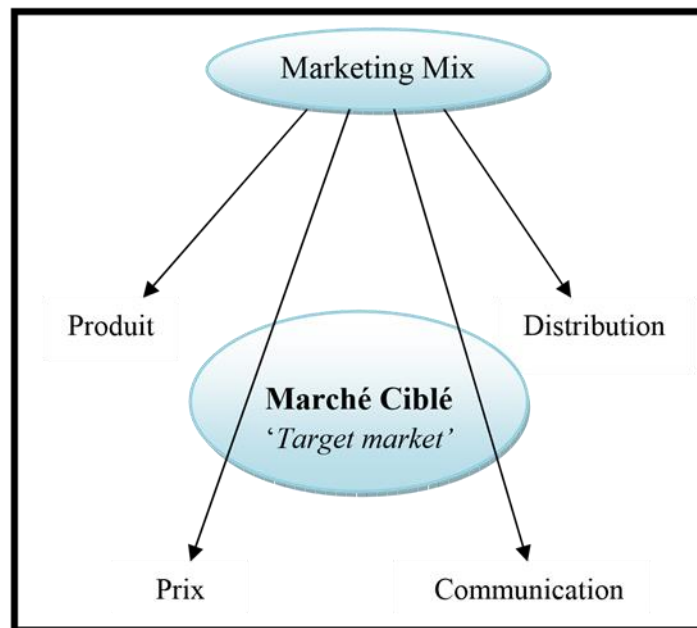 Marketing Mix
Produit
Distribution
Marché Ciblé
‘Target market’
Prix
Communication